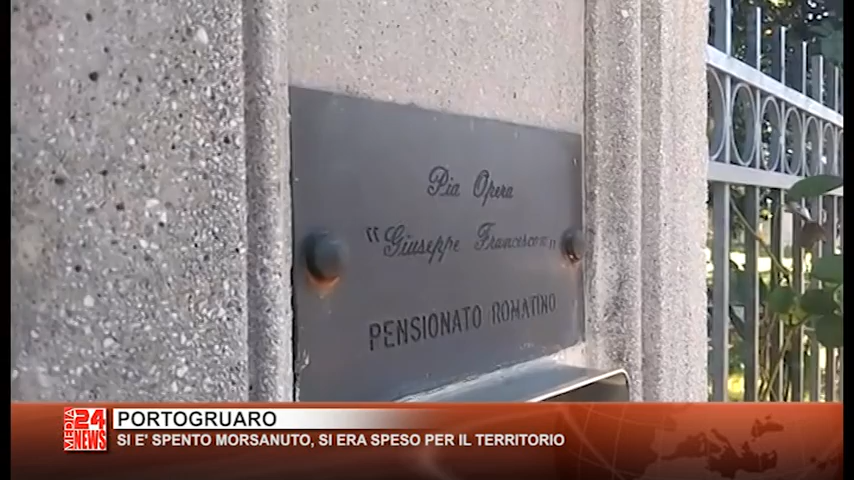 Pia Opera
"Giuseppe Francescon"
PENSIONATO ROMATINO
MEDIA 24 NEWS
PORTOGRUARO
SI E' SPENTO MORSANUTO, SI ERA SPESO PER IL TERRITORIO